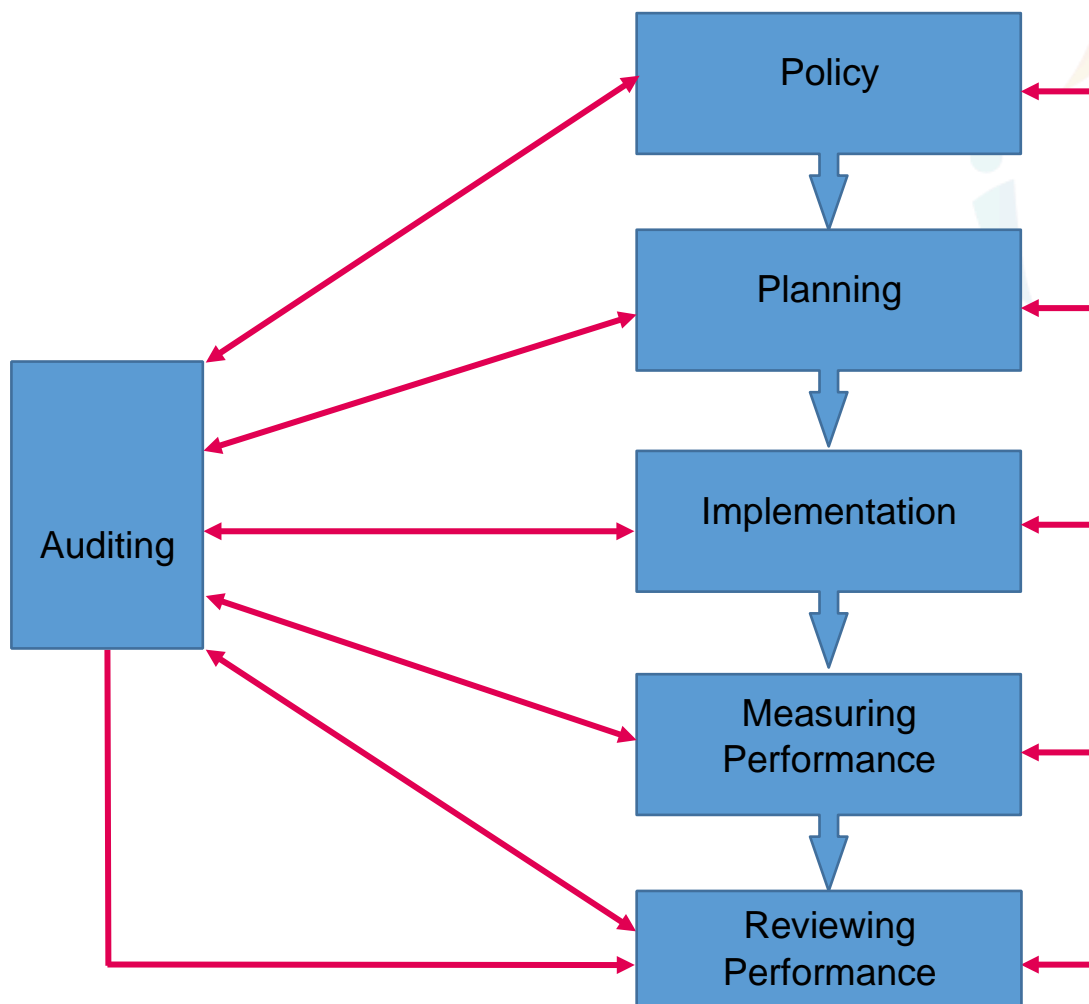 Policy
Planning
Implementation
Auditing
Measuring
Performance
Reviewing
Performance